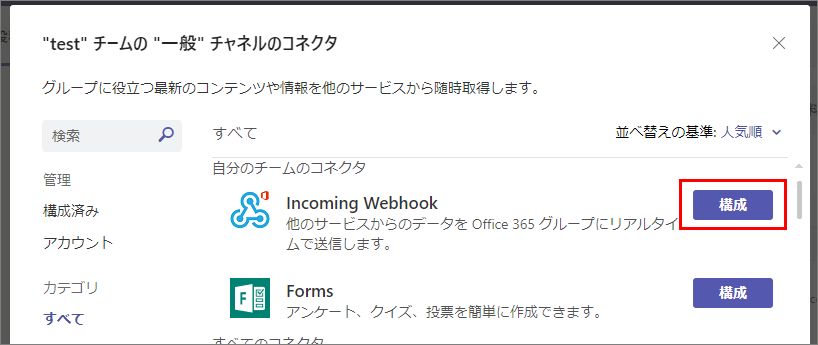 "test" チームの "一般" チャネルのコネクタ
グループに役立つ最新のコンテンツや情報を他のサービスから随時取得します。
検索
すべて
並べ替えの基準: 人気順
管理
構成済み
アカウント
カテゴリ
すべて
自分のチームのコネクタ
Incoming Webhook
他のサービスからのデータを Office 365 グループにリアルタイ
ムで送信します。
構成
Forms
アンケート、クイズ、投票を簡単に作成できます。
構成
すべてのコネクタ